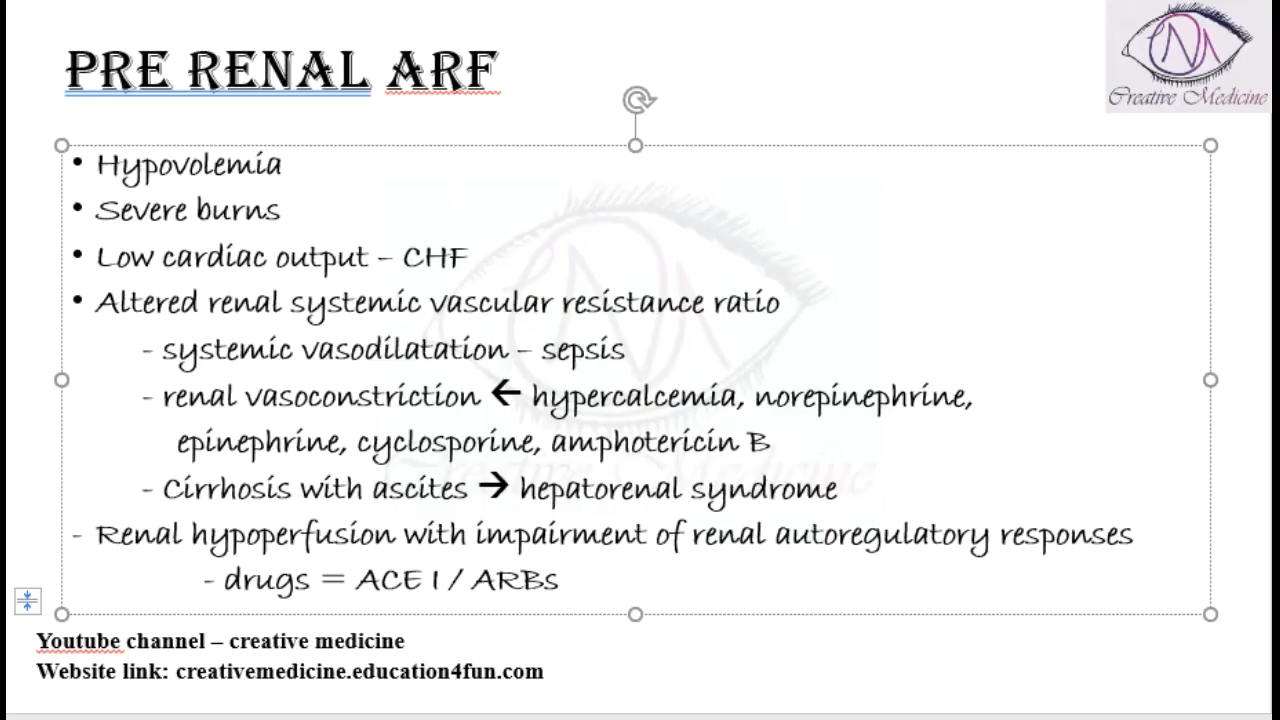 PRE RENAL ARF
Creative Medicine
• Hypovolemia
• Severe burns
• Low cardiac output – CHF
• Altered renal systemic vascular resistance ratio
- systemic vasodilatation – sepsis
- renal vasoconstriction ← hypercalcemia, norepinephrine,
epinephrine, cyclosporine, amphotericin B
- Cirrhosis with ascites → hepatorenal syndrome
- Renal hypoperfusion with impairment of renal autoregulatory responses
- drugs = ACE I / ARBs
Creative Medicine
Youtube channel – creative medicine
Website link: creativemedicine.education4fun.com